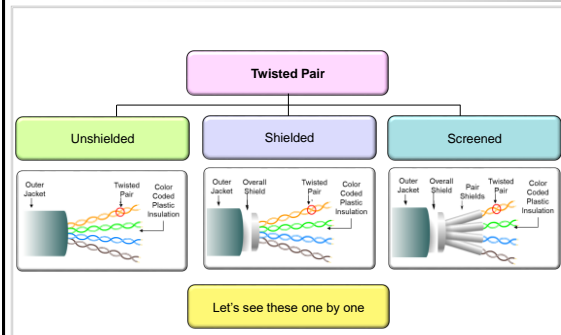 Twisted Pair
Unshielded
Shielded
Screened
Outer
Jacket
Twisted
Pair
Color
Coded
Plastic
Insulation
Outer
Jacket
Overall
Shield
Twisted
Pair
Color
Coded
Plastic
Insulation
Outer
Jacket
Overall
Shield
Pair
Shields
Twisted
Pair
Color
Coded
Plastic
Insulation
Let's see these one by one